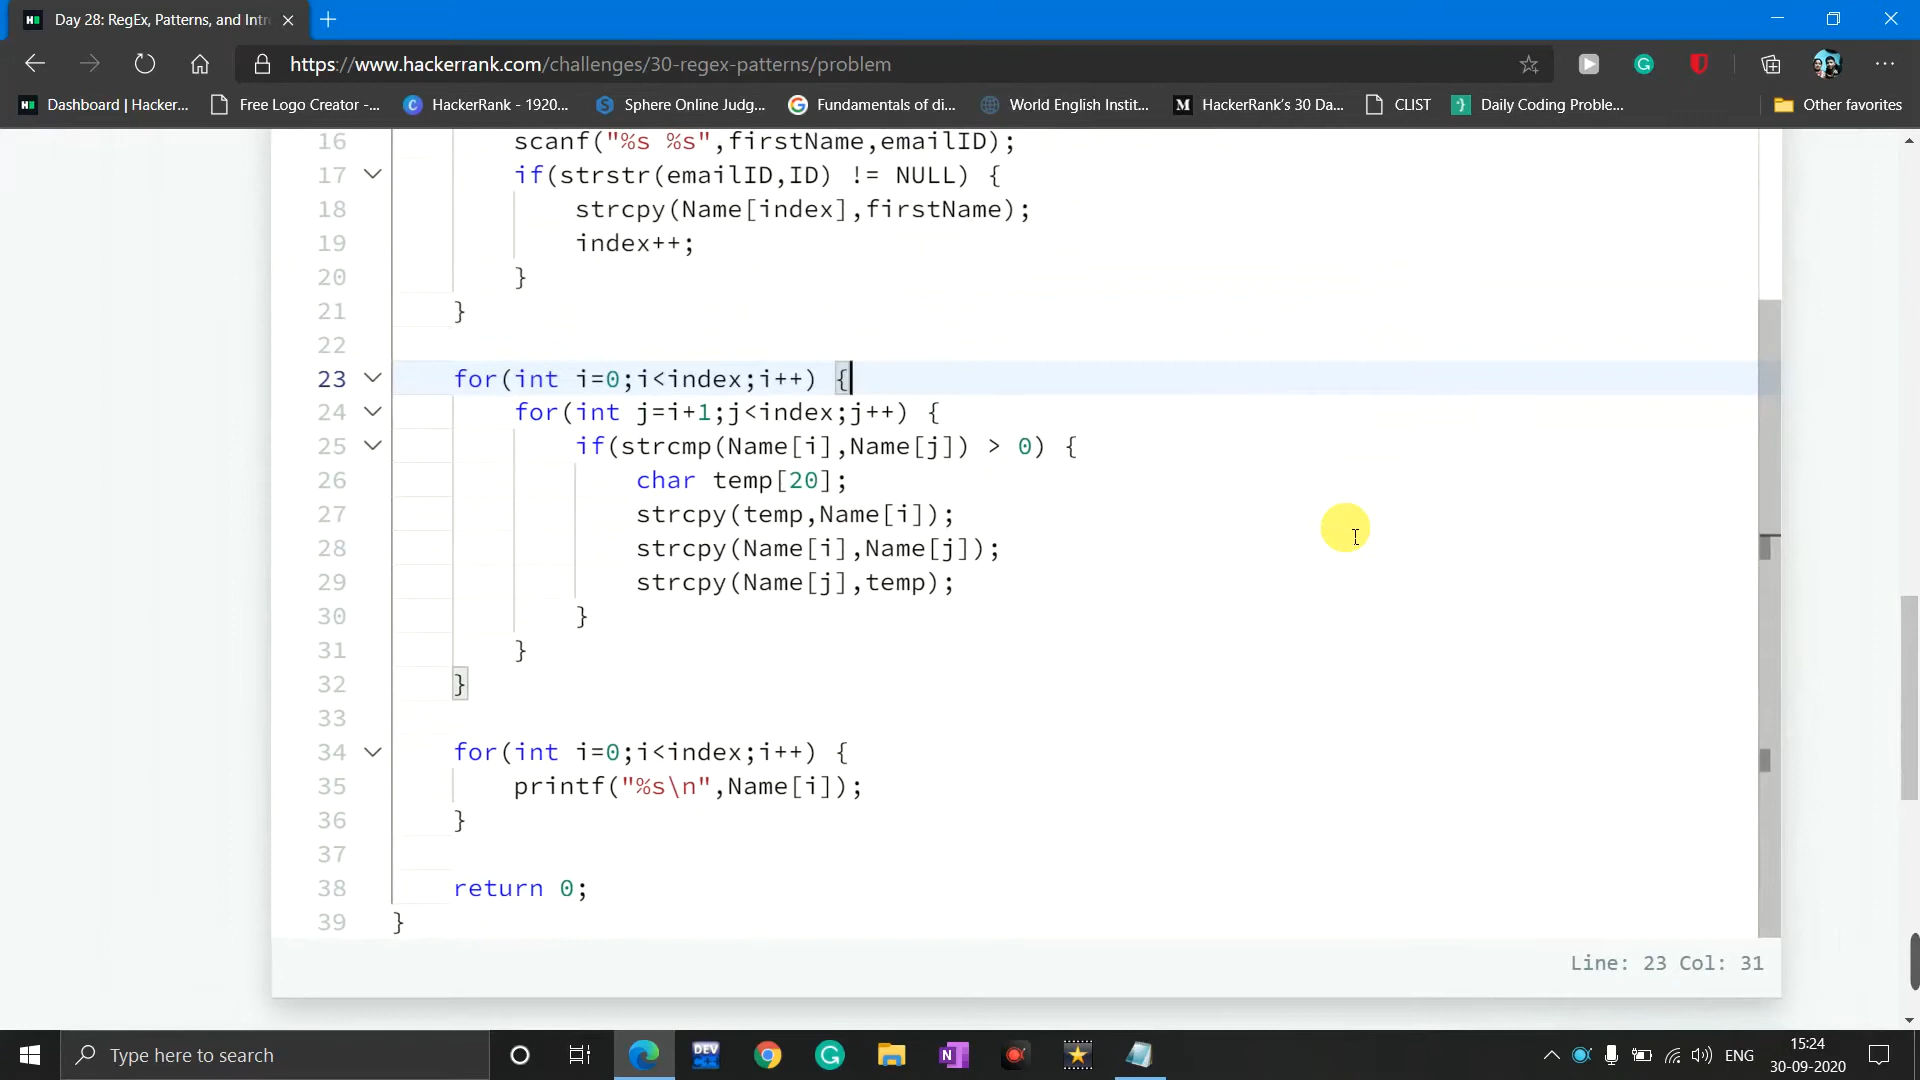 Day 28: RegEx, Patterns, and Intr
https://www.hackerrank.com/challenges/30-regex-patterns/problem
Dashboard | Hacker...
Free Logo Creator -...
HackerRank - 1920...
Sphere Online Judg...
Fundamentals of di...
World English Instit...
HackerRank's 30 Da...
CLIST
Daily Coding Proble...
Other favorites
16 scanf("%s %s",firstName,emailID);
17 if(strstr(emailID,ID) != NULL) {
18 strcpy(Name[index],firstName);
19 index++;
20 }
21 }
22
23 for(int i=0;i<index;i++) {
24 for(int j=i+1;j<index;j++) {
25 if(strcmp(Name[i],Name[j]) > 0) {
26 char temp[20];
27 strcpy(temp,Name[i]);
28 strcpy(Name[i],Name[j]);
29 strcpy(Name[j],temp);
30 }
31 }
32 }
33
34 for(int i=0;i<index;i++) {
35 printf("%s\n",Name[i]);
36 }
37
38 return 0;
39 }
Line: 23 Col: 31
Type here to search
DEV
ENG
15:24
30-09-2020